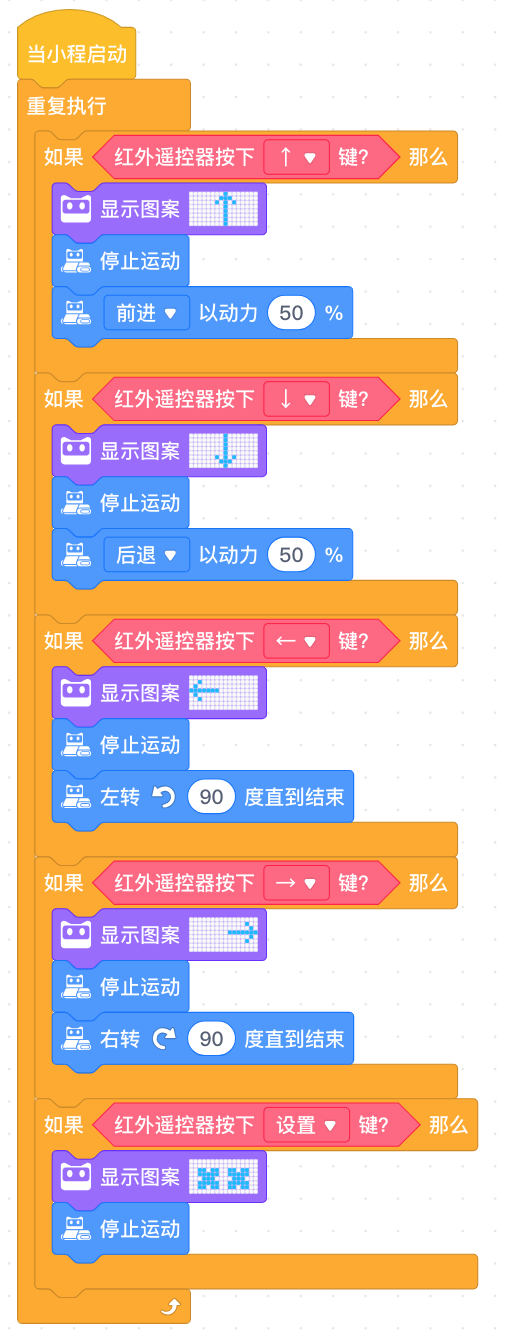 当小程启动
重复执行
如果 红外遥控器按下 ↑ 键? 那么
显示图案
停止运动
前进 以动力 50 %
如果 红外遥控器按下 ↓ 键? 那么
显示图案
停止运动
后退 以动力 50 %
如果 红外遥控器按下 ← 键? 那么
显示图案
停止运动
左转 90 度直到结束
如果 红外遥控器按下 → 键? 那么
显示图案
停止运动
右转 90 度直到结束
如果 红外遥控器按下 设置 键? 那么
显示图案
停止运动